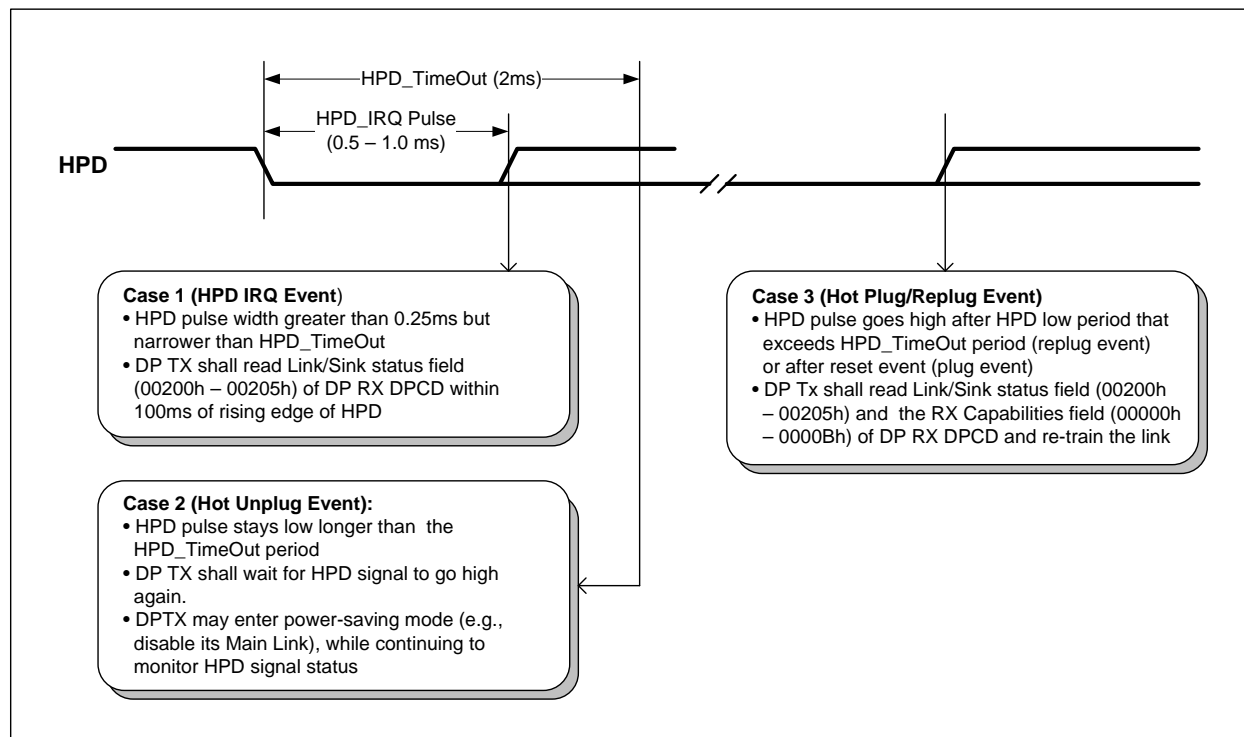 HPD_TimeOut (2ms)
HPD_IRQ Pulse
(0.5 – 1.0 ms)
HPD
Case 1 (HPD IRQ Event)
• HPD pulse width greater than 0.25ms but
narrower than HPD_TimeOut
• DP TX shall read Link/Sink status field
(00200h – 00205h) of DP RX DPCD within
100ms of rising edge of HPD
Case 3 (Hot Plug/Replug Event)
• HPD pulse goes high after HPD low period that
exceeds HPD_TimeOut period (replug event)
or after reset event (plug event)
• DP Tx shall read Link/Sink status field (00200h
– 00205h) and the RX Capabilities field (00000h
– 0000Bh) of DP RX DPCD and re-train the link
Case 2 (Hot Unplug Event):
• HPD pulse stays low longer than the
HPD_TimeOut period
• DP TX shall wait for HPD signal to go high
again.
• DPTX may enter power-saving mode (e.g.,
disable its Main Link), while continuing to
monitor HPD signal status